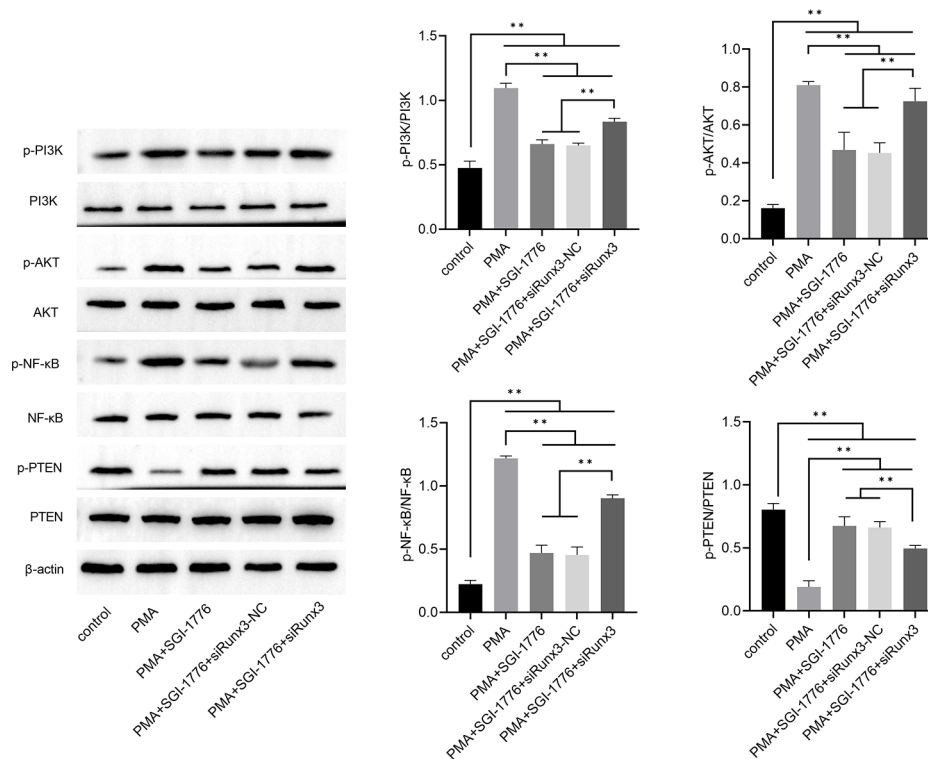 p-PI3K
PI3K
p-AKT
AKT
p-NF-κB
NF-κB
p-PTEN
PTEN
β-actin
control
PMA
PMA+SGI-1776
PMA+SGI-1776+siRunx3-NC
PMA+SGI-1776+siRunx3
p-PI3K/PI3K
1.5
1.0
0.5
0.0
**
**
**
control
PMA
PMA+SGI-1776
PMA+SGI-1776+siRunx3-NC
PMA+SGI-1776+siRunx3
p-AKT/AKT
1.0
0.8
0.6
0.4
0.2
0.0
**
**
**
control
PMA
PMA+SGI-1776
PMA+SGI-1776+siRunx3-NC
PMA+SGI-1776+siRunx3
p-NF-κB/NF-κB
1.5
1.0
0.5
0.0
**
**
**
control
PMA
PMA+SGI-1776
PMA+SGI-1776+siRunx3-NC
PMA+SGI-1776+siRunx3
p-PTEN/PTEN
1.5
1.0
0.5
0.0
**
**
**
control
PMA
PMA+SGI-1776
PMA+SGI-1776+siRunx3-NC
PMA+SGI-1776+siRunx3